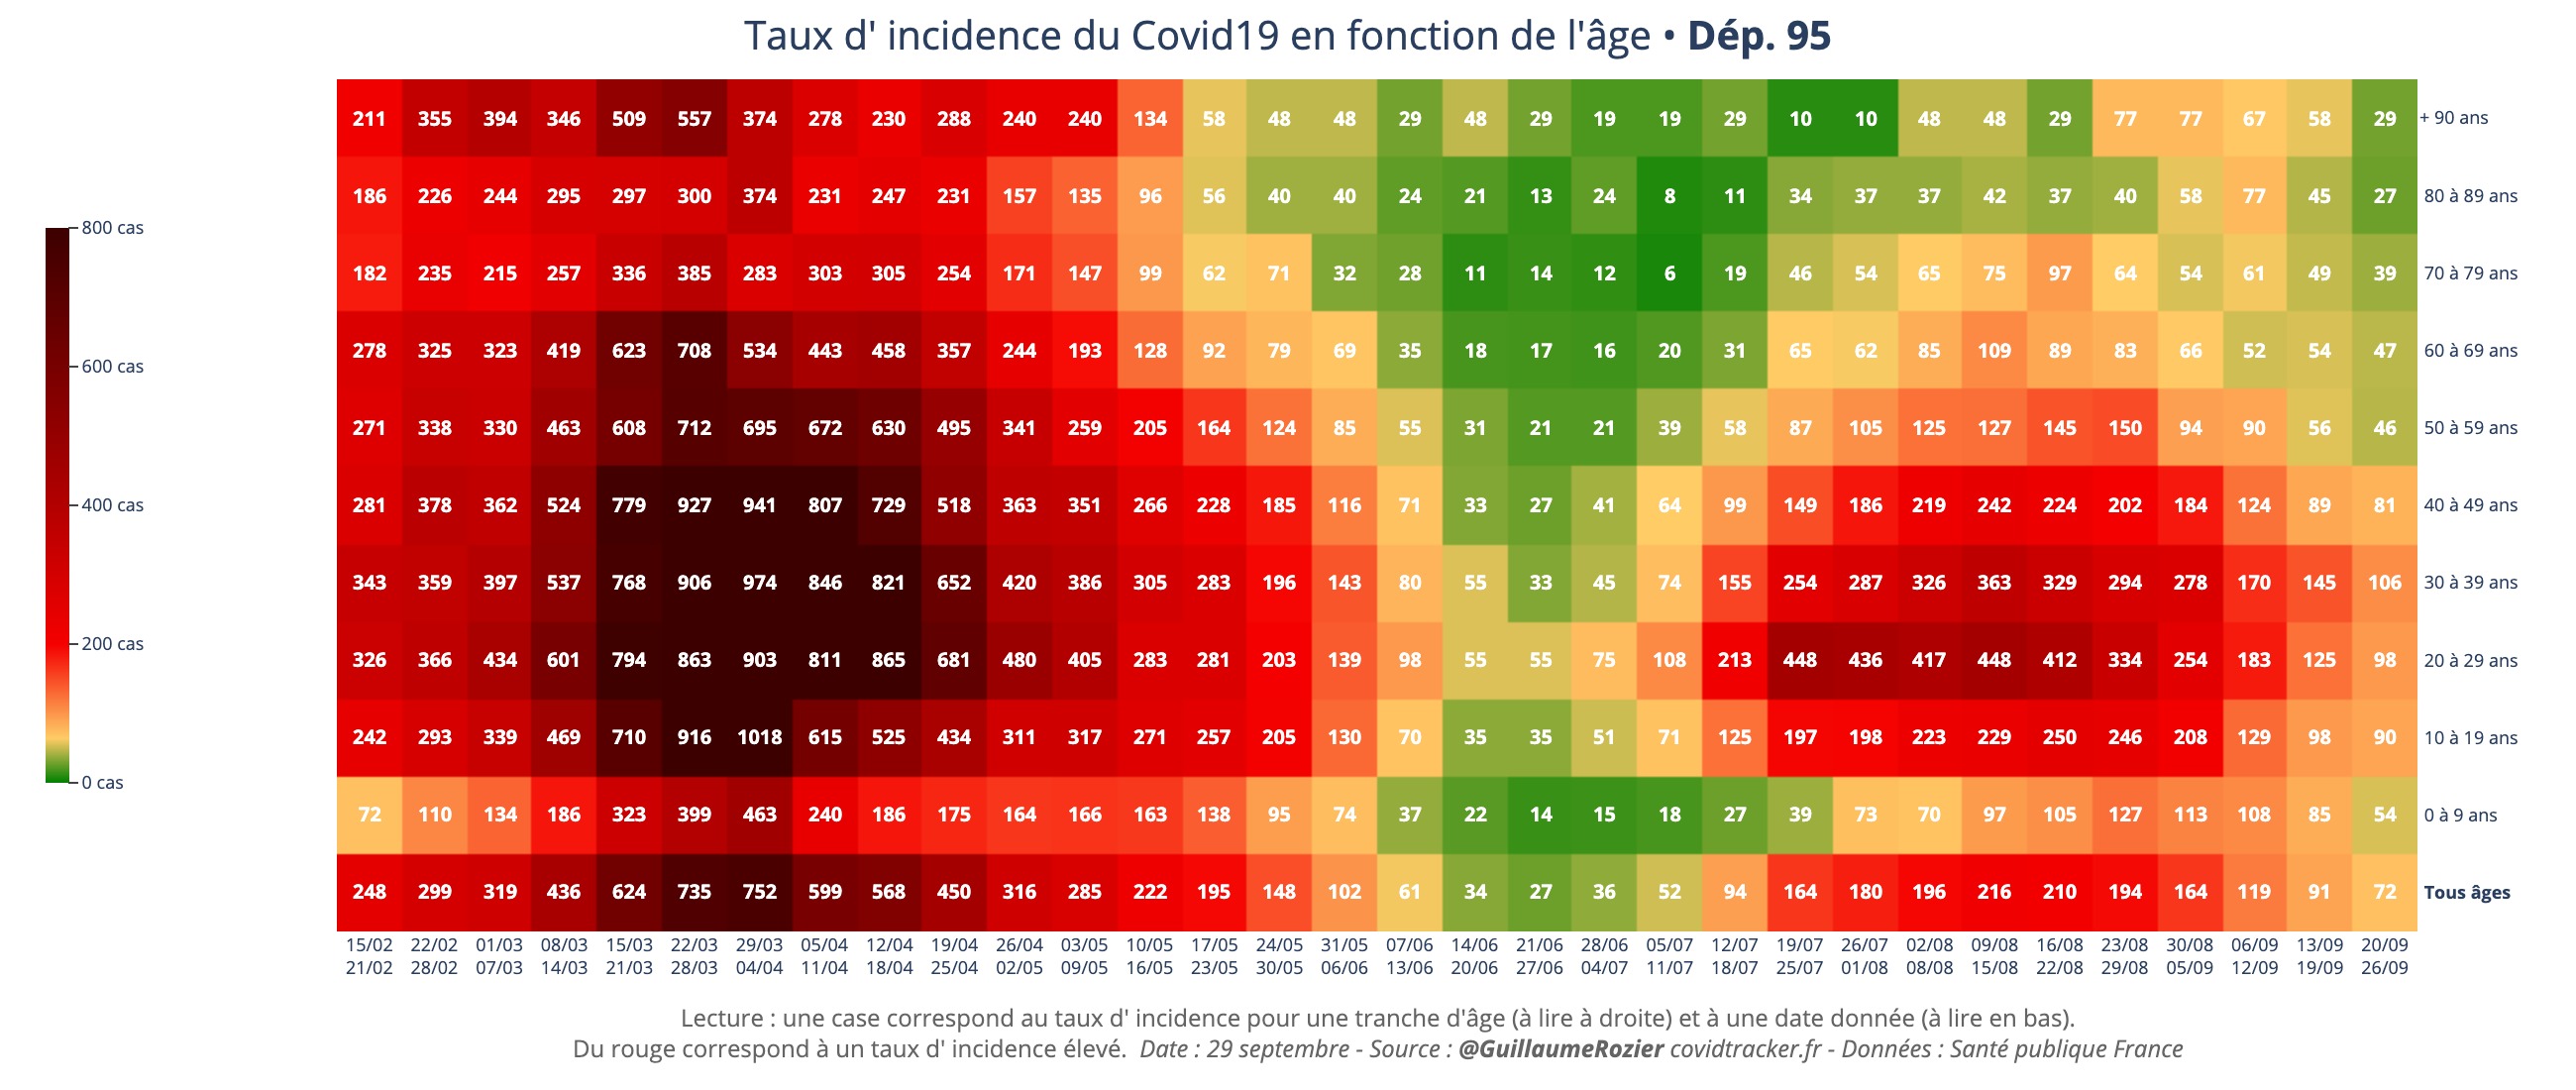 Taux d' incidence du Covid19 en fonction de l'âge • Dép. 95
211 355 394 346 509 557 374 278 230 288 240 240 134 58 48 48 29 48 29 19 19 29 10 10 48 48 29 77 77 67 58 29 + 90 ans
186 226 244 295 297 300 374 231 247 231 157 135 96 56 40 40 24 21 13 24 8 11 34 37 37 42 37 40 58 77 45 27 80 à 89 ans
800 cas
182 235 215 257 336 385 283 303 305 254 171 147 99 62 71 32 28 11 14 12 6 19 46 54 65 75 97 64 54 61 49 39 70 à 79 ans
278 325 323 419 623 708 534 443 458 357 244 193 128 92 79 69 35 18 17 16 20 31 65 62 85 109 89 83 66 52 54 47 60 à 69 ans
600 cas
271 338 330 463 608 712 695 672 630 495 341 259 205 164 124 85 55 31 21 21 39 58 87 105 125 127 145 150 94 90 56 46 50 à 59 ans
400 cas
281 378 362 524 779 927 941 807 729 518 363 351 266 228 185 116 71 33 27 41 64 99 149 186 219 242 224 202 184 124 89 81 40 à 49 ans
343 359 397 537 768 906 974 846 821 652 420 386 305 283 196 143 80 55 33 45 74 155 254 287 326 363 329 294 278 170 145 106 30 à 39 ans
200 cas
326 366 434 601 794 863 903 811 865 681 480 405 283 281 203 139 98 55 55 75 108 213 448 436 417 448 412 334 254 183 125 98 20 à 29 ans
242 293 339 469 710 916 1018 615 525 434 311 317 271 257 205 130 70 35 35 51 71 125 197 198 223 229 250 246 208 129 98 90 10 à 19 ans
0 cas
72 110 134 186 323 399 463 240 186 175 164 166 163 138 95 74 37 22 14 15 18 27 39 73 70 97 105 127 113 108 85 54 0 à 9 ans
248 299 319 436 624 735 752 599 568 450 316 285 222 195 148 102 61 34 27 36 52 94 164 180 196 216 210 194 164 119 91 72 Tous âges
15/02 22/02 01/03 08/03 15/03 22/03 29/03 05/04 12/04 19/04 26/04 03/05 10/05 17/05 24/05 31/05 07/06 14/06 21/06 28/06 05/07 12/07 19/07 26/07 02/08 09/08 16/08 23/08 30/08 06/09 13/09 20/09
21/02 28/02 07/03 14/03 21/03 28/03 04/04 11/04 18/04 25/04 02/05 09/05 16/05 23/05 30/05 06/06 13/06 20/06 27/06 04/07 11/07 18/07 25/07 01/08 08/08 15/08 22/08 29/08 05/09 12/09 19/09 26/09
Lecture : une case correspond au taux d' incidence pour une tranche d'âge (à lire à droite) et à une date donnée (à lire en bas).
Du rouge correspond à un taux d' incidence élevé. Date : 29 septembre - Source : @GuillaumeRozier covidtracker.fr - Données : Santé publique France